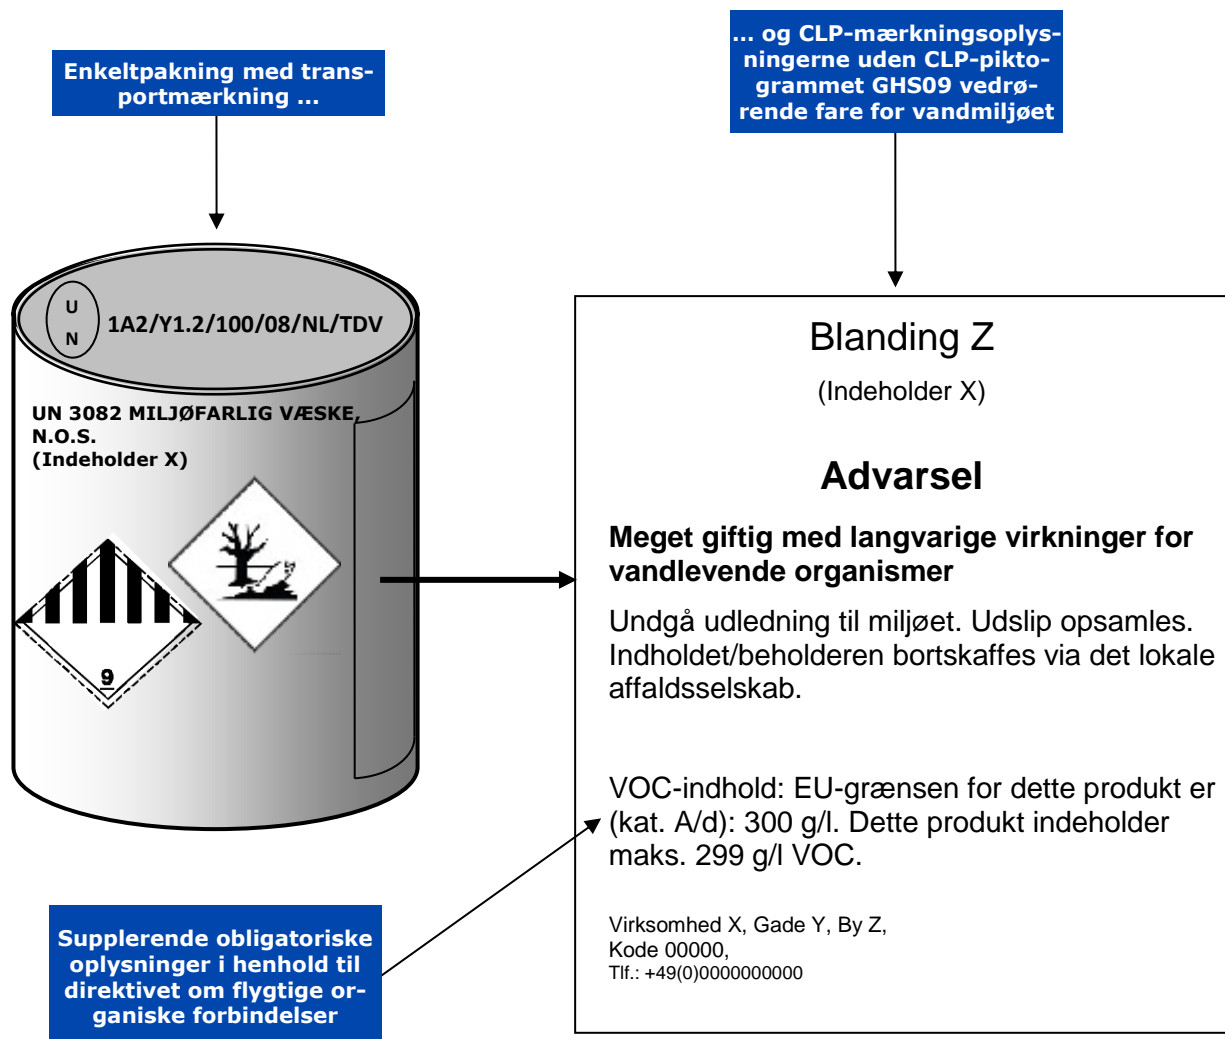 Enkeltpakning med trans-
portmærkning ...
... og CLP-mærkningsoplys-
ningerne uden CLP-pikto-
grammet GHS09 vedrø-
rende fare for vandmiljøet
U
N
1A2/Y1.2/100/08/NL/TDV
UN 3082 MILJØFARLIG VÆSKE,
N.O.S.
(Indeholder X)
9
Blanding Z
(Indeholder X)
Advarsel
Meget giftig med langvarige virkninger for
vandlevende organismer
Undgå udledning til miljøet. Udslip opsamles.
Indholdet/beholderen bortskaffes via det lokale
affaldsselskab.
VOC-indhold: EU-grænsen for dette produkt er
(kat. A/d): 300 g/l. Dette produkt indeholder
maks. 299 g/l VOC.
Virksomhed X, Gade Y, By Z,
Kode 00000,
Tlf.: +49(0)0000000000
Supplerende obligatoriske
oplysninger i henhold til
direktivet om flygtige or-
ganiske forbindelser